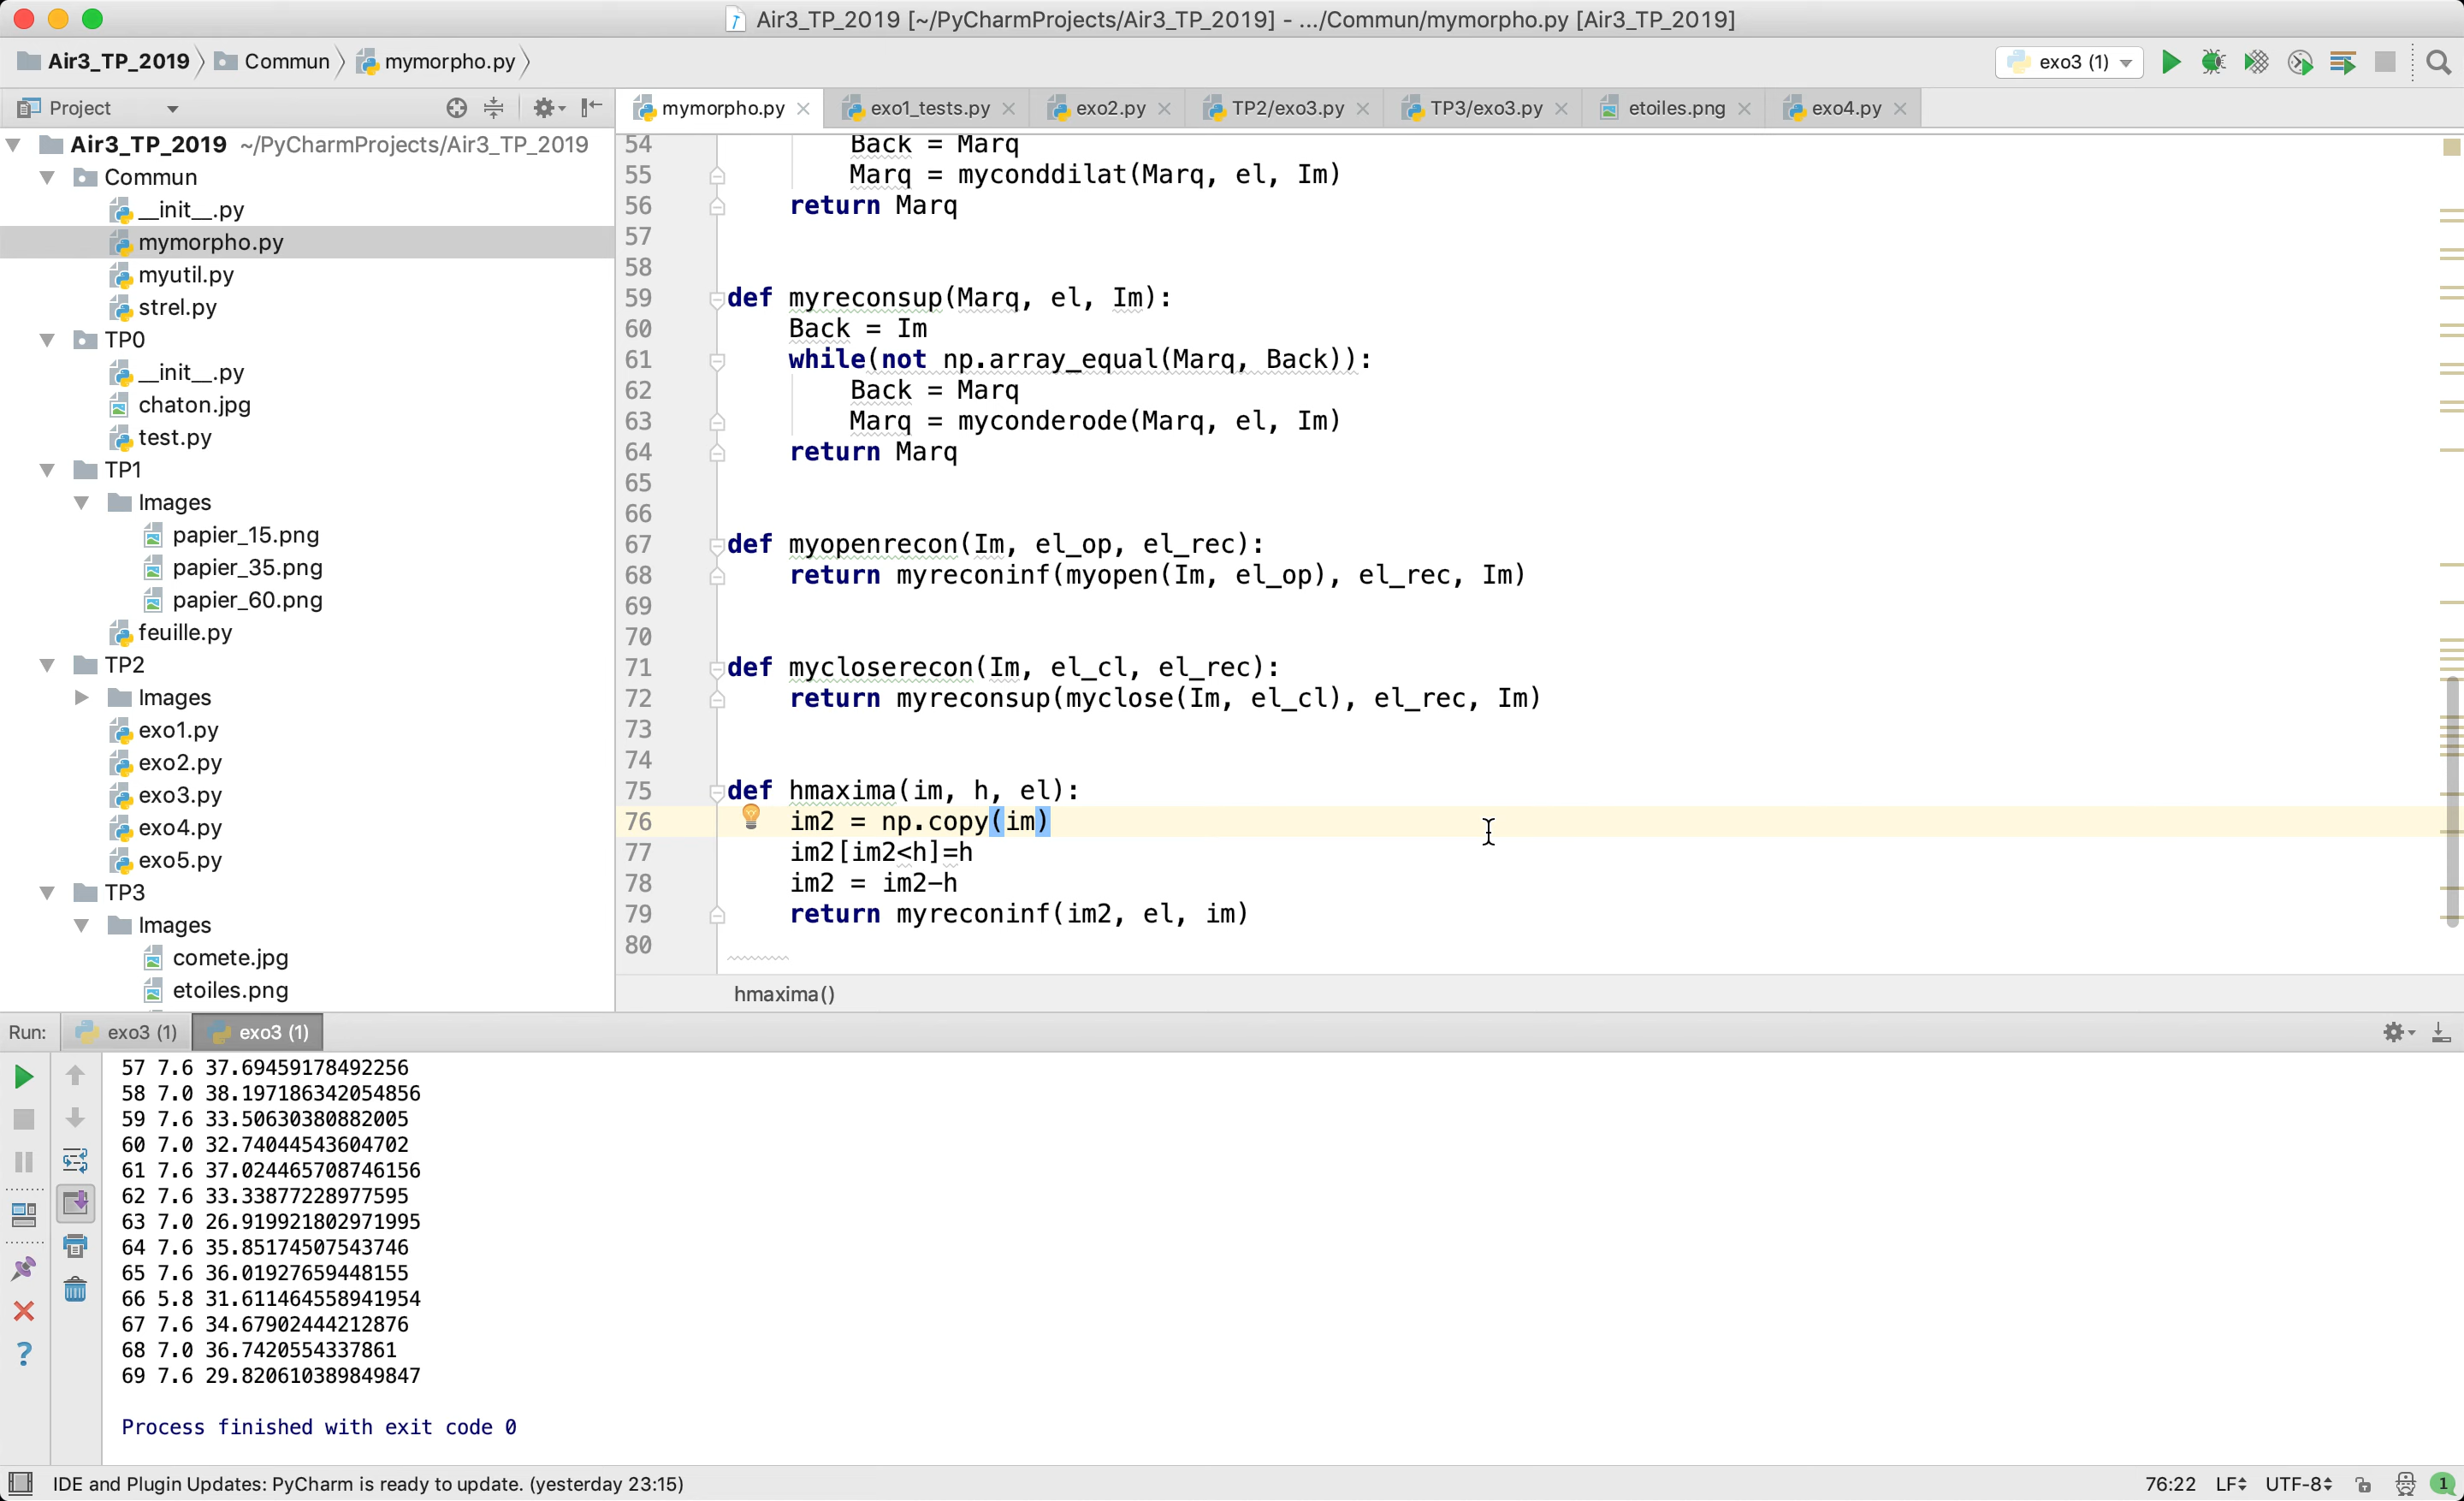 Air3_TP_2019 [~/PyCharmProjects/Air3_TP_2019] - .../Commun/mymorpho.py [Air3_TP_2019]
Air3_TP_2019 Commun mymorpho.py exo3 (1)
Project
mymorpho.py exo1_tests.py exo2.py TP2/exo3.py TP3/exo3.py etoiles.png exo4.py
Air3_TP_2019 ~/PyCharmProjects/Air3_TP_2019
Commun
__init__.py
mymorpho.py
myutil.py
strel.py
TP0
__init__.py
chaton.jpg
test.py
TP1
Images
papier_15.png
papier_35.png
papier_60.png
feuille.py
TP2
Images
exo1.py
exo2.py
exo3.py
exo4.py
exo5.py
TP3
Images
comete.jpg
etoiles.png
54 Back = Marq
55 Marq = myconddilat(Marq, el, Im)
56 return Marq
57
58
59 def myreconsup(Marq, el, Im):
60 Back = Im
61 while(not np.array_equal(Marq, Back)):
62 Back = Marq
63 Marq = myconderode(Marq, el, Im)
64 return Marq
65
66
67 def myopenrecon(Im, el_op, el_rec):
68 return myreconinf(myopen(Im, el_op), el_rec, Im)
69
70
71 def mycloserecon(Im, el_cl, el_rec):
72 return myreconsup(myclose(Im, el_cl), el_rec, Im)
73
74
75 def hmaxima(im, h, el):
76 im2 = np.copy(im)
77 im2[im2<h]=h
78 im2 = im2-h
79 return myreconinf(im2, el, im)
80
hmaxima()
Run: exo3 (1) exo3 (1)
57 7.6 37.69459178492256
58 7.0 38.197186342054856
59 7.6 33.50630380882005
60 7.0 32.74044543604702
61 7.6 37.024465708746156
62 7.6 33.33877228977595
63 7.0 26.919921802971995
64 7.6 35.85174507543746
65 7.6 36.01927659448155
66 5.8 31.611464558941954
67 7.6 34.67902444212876
68 7.0 36.7420554337861
69 7.6 29.820610389849847
Process finished with exit code 0
IDE and Plugin Updates: PyCharm is ready to update. (yesterday 23:15) 76:22 LF UTF-8 1